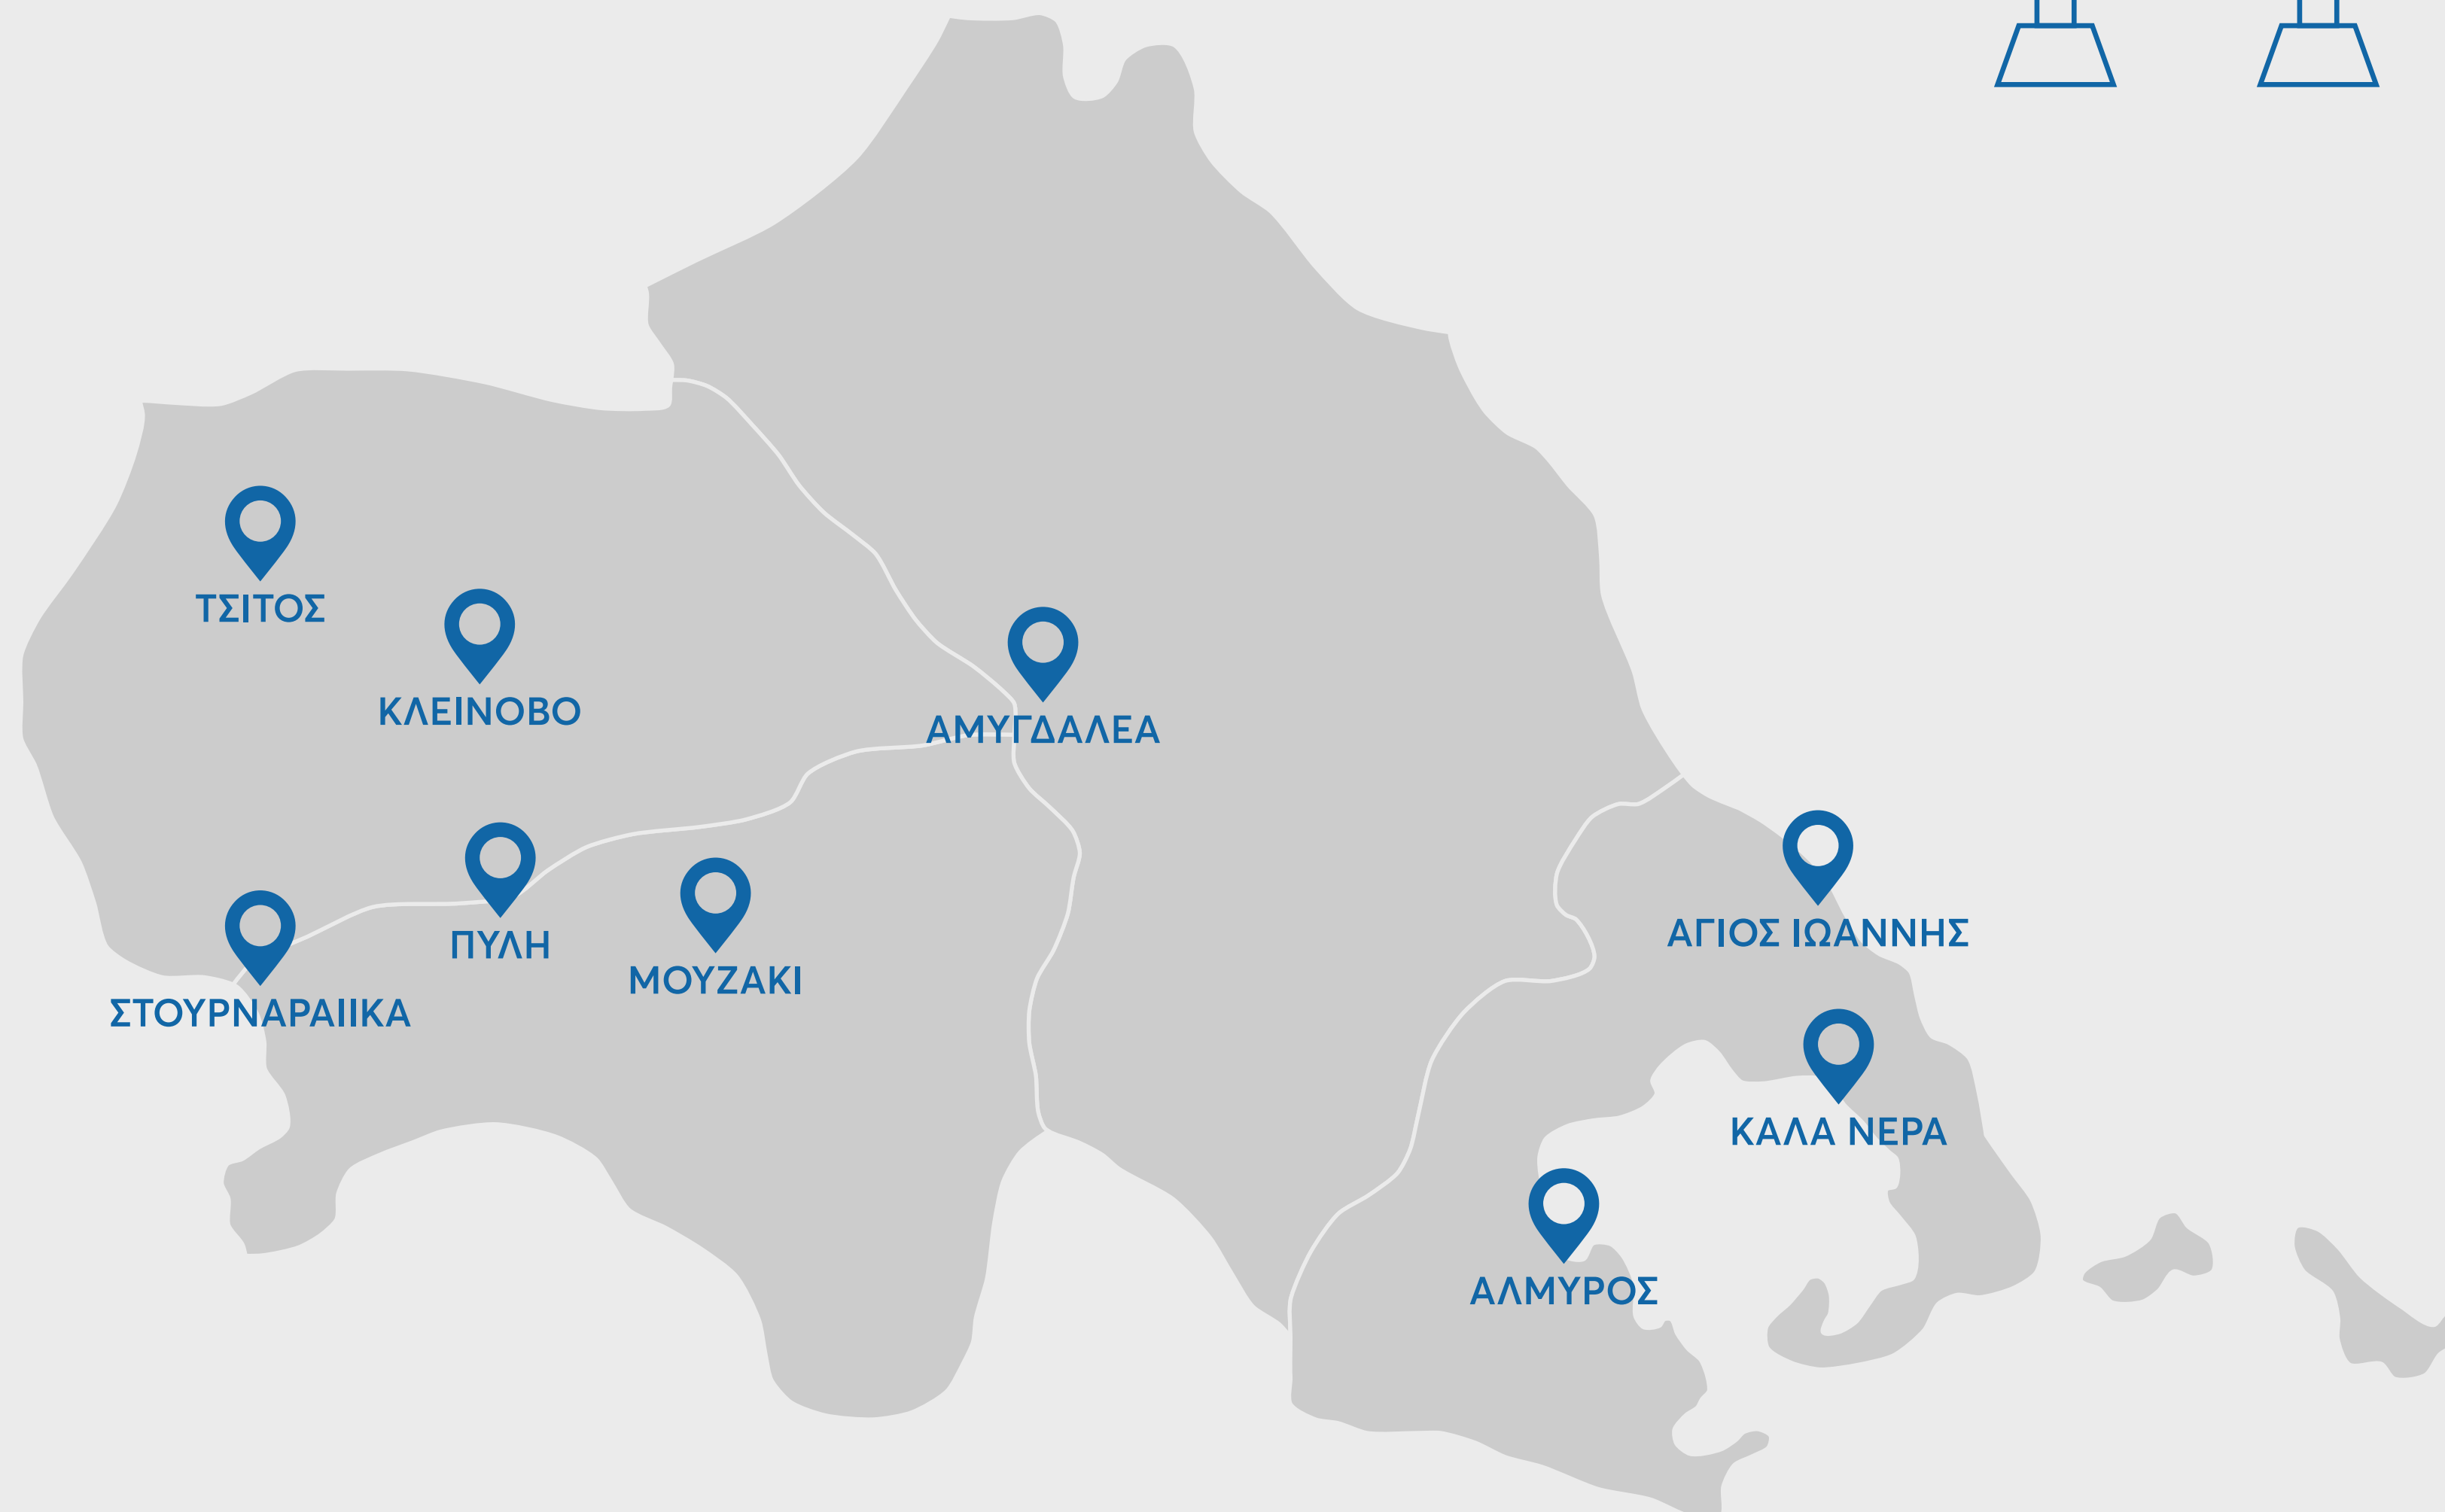 ΤΣΙΤΟΣ
ΚΛΕΙΝΟΒΟ
ΑΜΥΓΔΑΛΕΑ
ΠΥΛΗ
ΑΓΙΟΣ ΙΩΑΝΝΗΣ
ΜΟΥΖΑΚΙ
ΣΤΟΥΡΝΑΡΑΙΙΚΑ
ΚΑΛΑ ΝΕΡΑ
ΑΛΜΥΡΟΣ